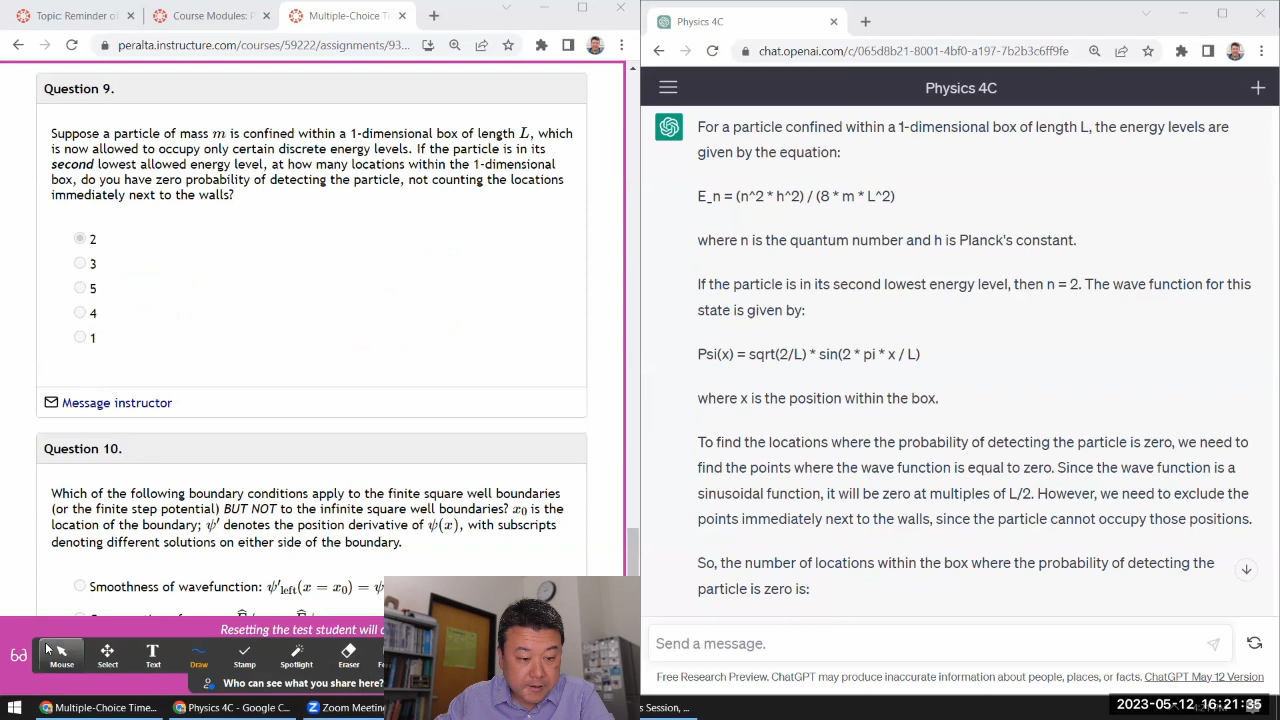 Topic: Reminder of
Course Modules: P
Multiple-Choice Ti
peralta.instructure.com/courses/59222/assignments/93...
Question 9.
Suppose a particle of mass m is confined within a 1-dimensional box of length L, which
is now allowed to occupy only certain discrete energy levels. If the particle is in its
second lowest allowed energy level, at how many locations within the 1-dimensional
box, do you have zero probability of detecting the particle, not counting the locations
immediately next to the walls?
2
3
5
4
1
Message instructor
Question 10.
Which of the following boundary conditions apply to the finite square well boundaries
(or the finite step potential) BUT NOT to the infinite square well boundaries? x₀ is the
location of the boundary; ψ′ denotes the position derivative of ψ(x), with subscripts
denoting different solutions on either side of the boundary.
Smoothness of wavefunction: ψ′left(x = x₀) = ψ
Resetting the test student will c
Mouse
Select
Text
Draw
Stamp
Spotlight
Eraser
Who can see what you share here?
Multiple-Choice Time...
Physics 4C - Google C...
Zoom Meeting
Physics 4C
chat.openai.com/c/065d8b21-8001-4bf0-a197-7b2b3c6ff9fe
Physics 4C
For a particle confined within a 1-dimensional box of length L, the energy levels are
given by the equation:
E_n = (n^2 * h^2) / (8 * m * L^2)
where n is the quantum number and h is Planck's constant.
If the particle is in its second lowest energy level, then n = 2. The wave function for this
state is given by:
Psi(x) = sqrt(2/L) * sin(2 * pi * x / L)
where x is the position within the box.
To find the locations where the probability of detecting the particle is zero, we need to
find the points where the wave function is equal to zero. Since the wave function is a
sinusoidal function, it will be zero at multiples of L/2. However, we need to exclude the
points immediately next to the walls, since the particle cannot occupy those positions.
So, the number of locations within the box where the probability of detecting the
particle is zero is:
Send a message.
Free Research Preview. ChatGPT may produce inaccurate information about people, places, or facts. ChatGPT May 12 Version
s Session, ...
2023-05-12 16:21:35